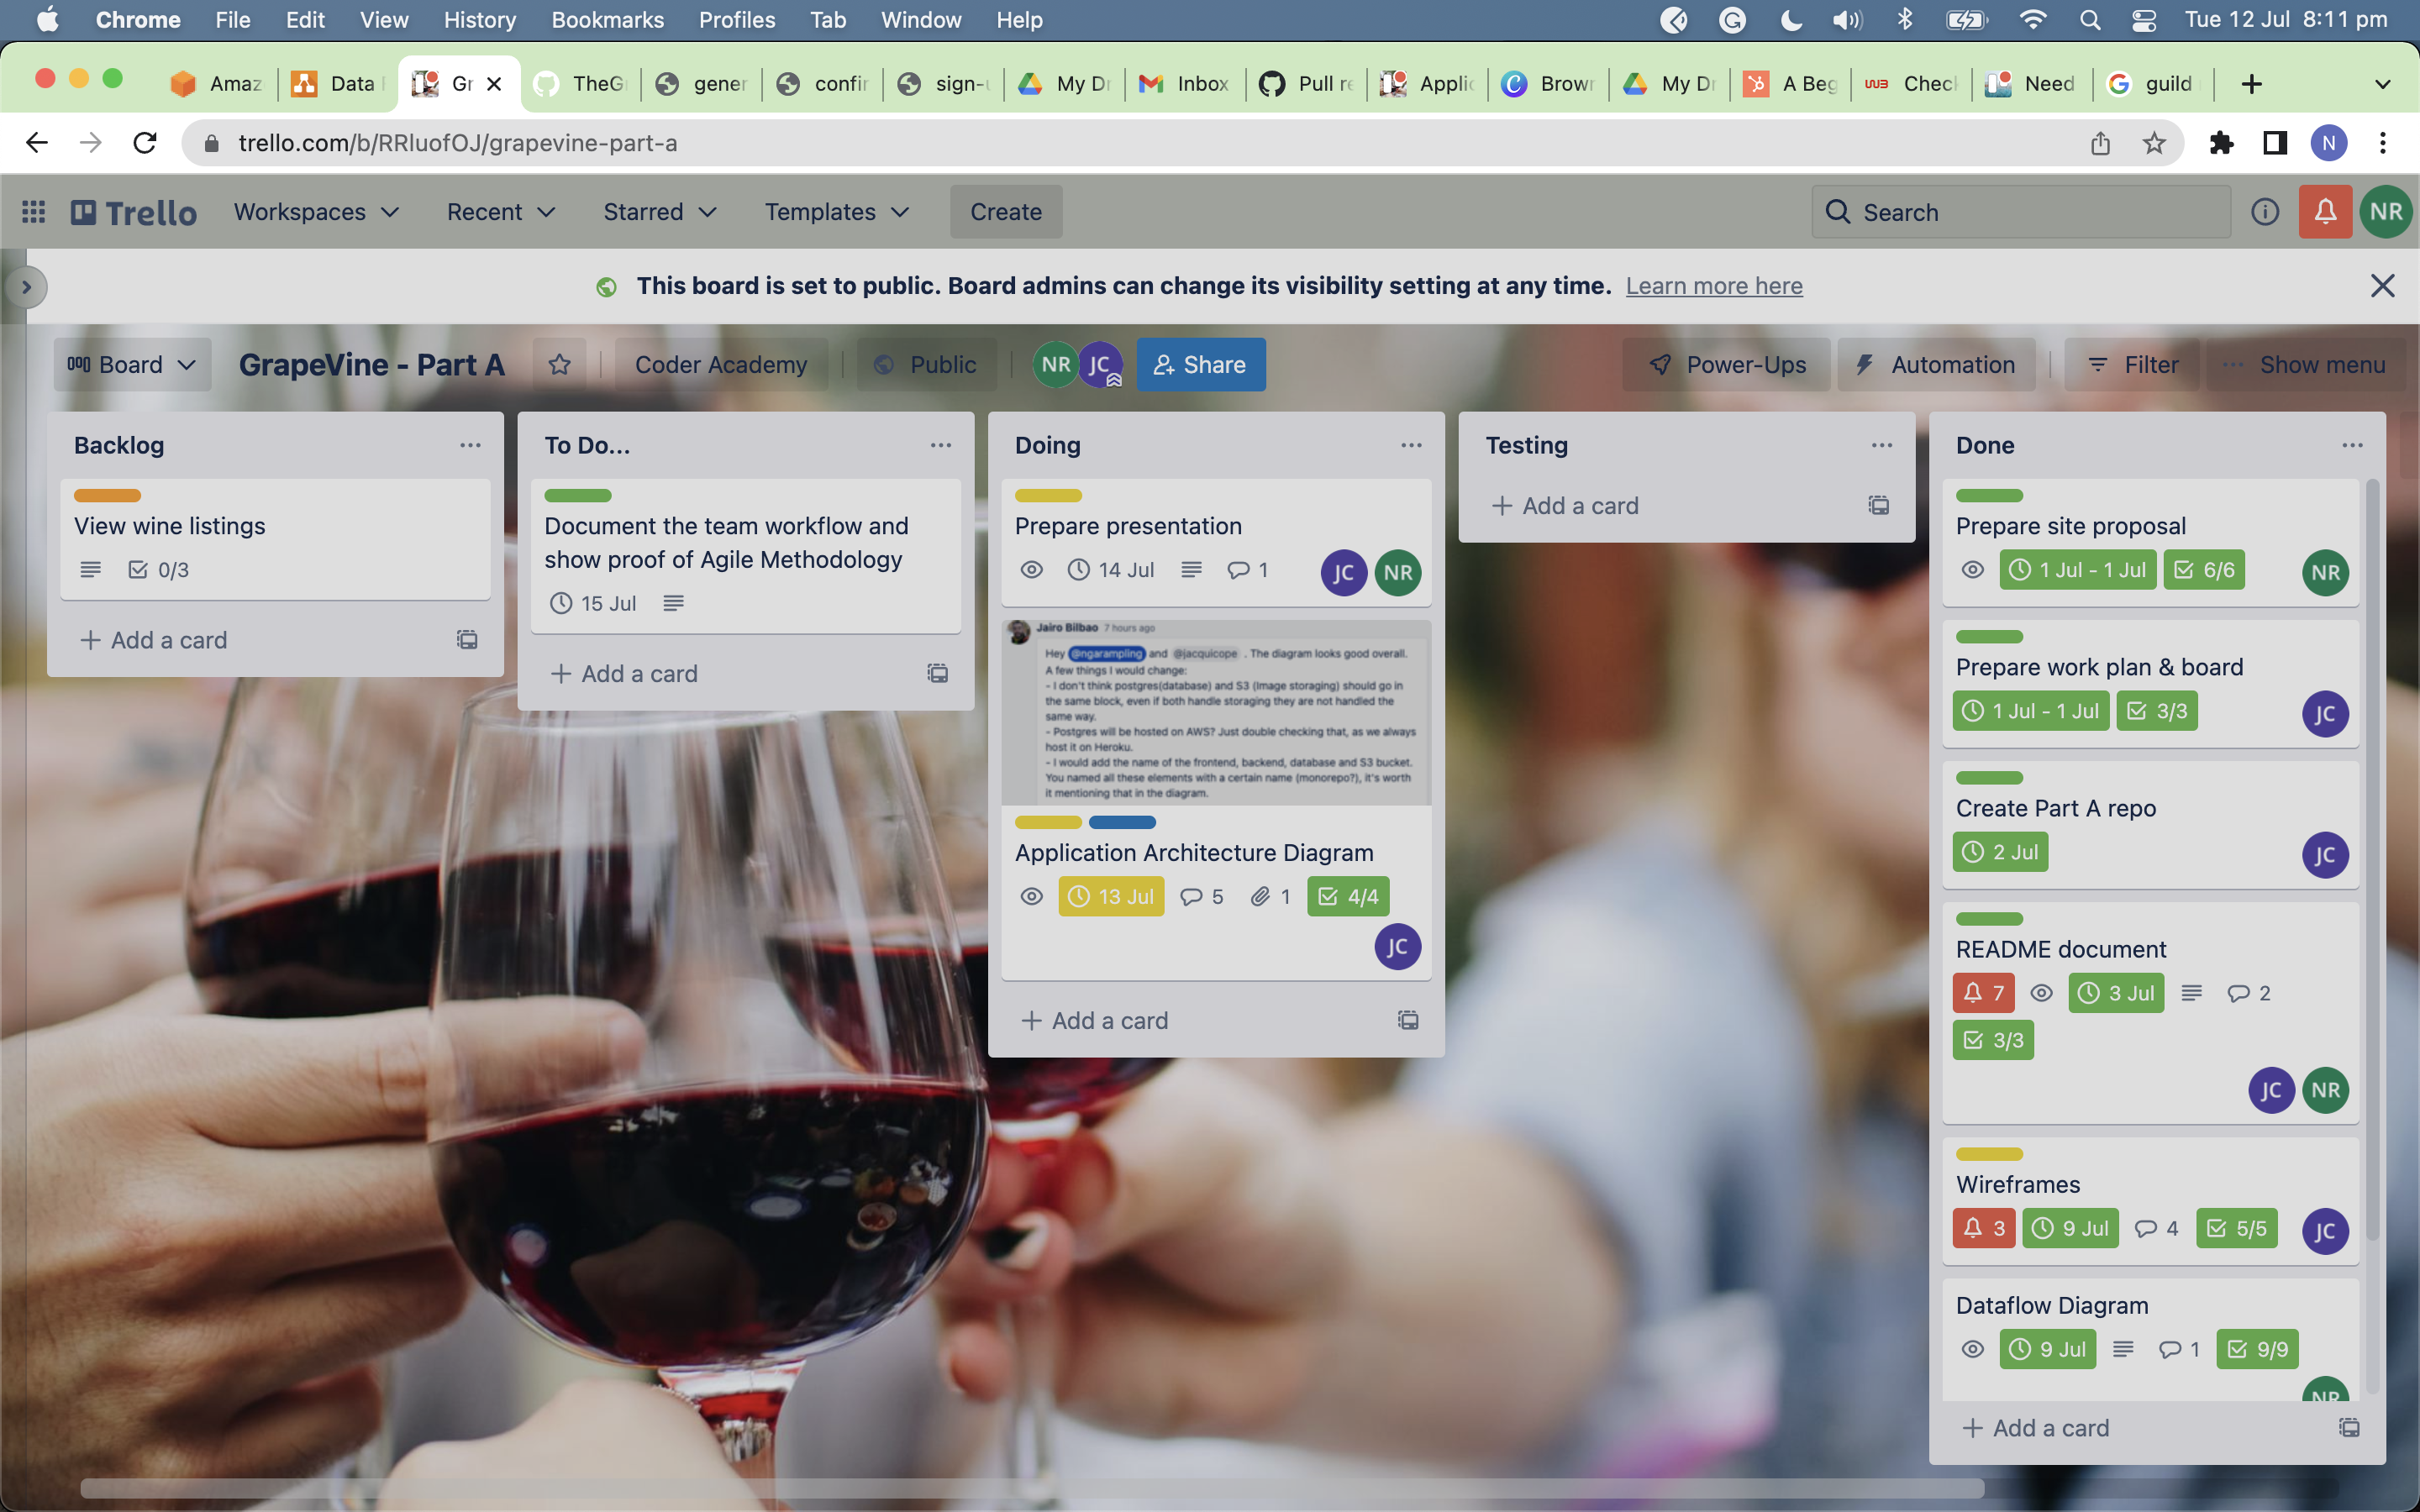 Chrome File Edit View History Bookmarks Profiles Tab Window Help Tue 12 Jul 8:11 pm
Amaz Data Gr TheG gener confir sign- My Dr Inbox Pull re Applic Brow My Dr A Beg Check Need guild
trello.com/b/RRluofOJ/grapevine-part-a N
Trello Workspaces Recent Starred Templates Create Search NR
This board is set to public. Board admins can change its visibility setting at any time. Learn more here
Board GrapeVine - Part A Coder Academy Public NR JC Share Power-Ups Automation Filter Show menu
Backlog
View wine listings
0/3
Add a card
To Do...
Document the team workflow and
show proof of Agile Methodology
15 Jul
Add a card
Doing
Prepare presentation
14 Jul 1 JC NR
Jairo Bilbao 7 hours ago
Hey @ngarampling and @jacquicope . The diagram looks good overall.
A few things I would change:
- I don't think postgres(database) and S3 (Image storaging) should go in
the same block, even if both handle storaging they are not handled the
same way.
- Postgres will be hosted on AWS? Just double checking that, as we always
host it on Heroku.
- I would add the name of the frontend, backend, database and S3 bucket.
You named all these elements with a certain name (monorepo?), it's worth
it mentioning that in the diagram.
Application Architecture Diagram
13 Jul 5 1 4/4
JC
Add a card
Testing
Add a card
Done
Prepare site proposal
1 Jul - 1 Jul 6/6 NR
Prepare work plan & board
1 Jul - 1 Jul 3/3 JC
Create Part A repo
2 Jul JC
README document
7 3 Jul 2
3/3
JC NR
Wireframes
3 9 Jul 4 5/5 JC
Dataflow Diagram
9 Jul 1 9/9
NR
Add a card